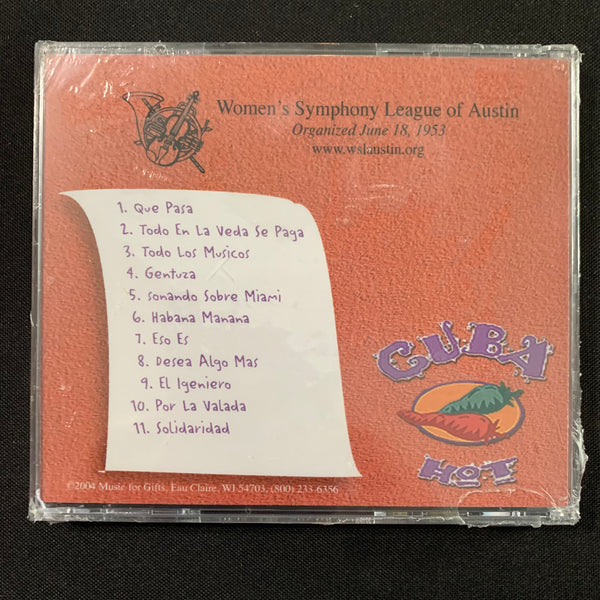 Women's Symphony League of Austin
Organized June 18, 1953
www.wslaustin.org
1. Que Pasa
2. Todo En La Veda Se Paga
3. Todo Los Musicos
4. Gentuza
5. sonando Sobre Miami
6. Habana Manana
7. Eso Es
8. Desea Algo Mas
9. El Igeniero
10. Por La Valada
11. Solidaridad
CUBA
HOT
©2004 Music for Gifts, Eau Claire, WI 54703, (800) 233-6356